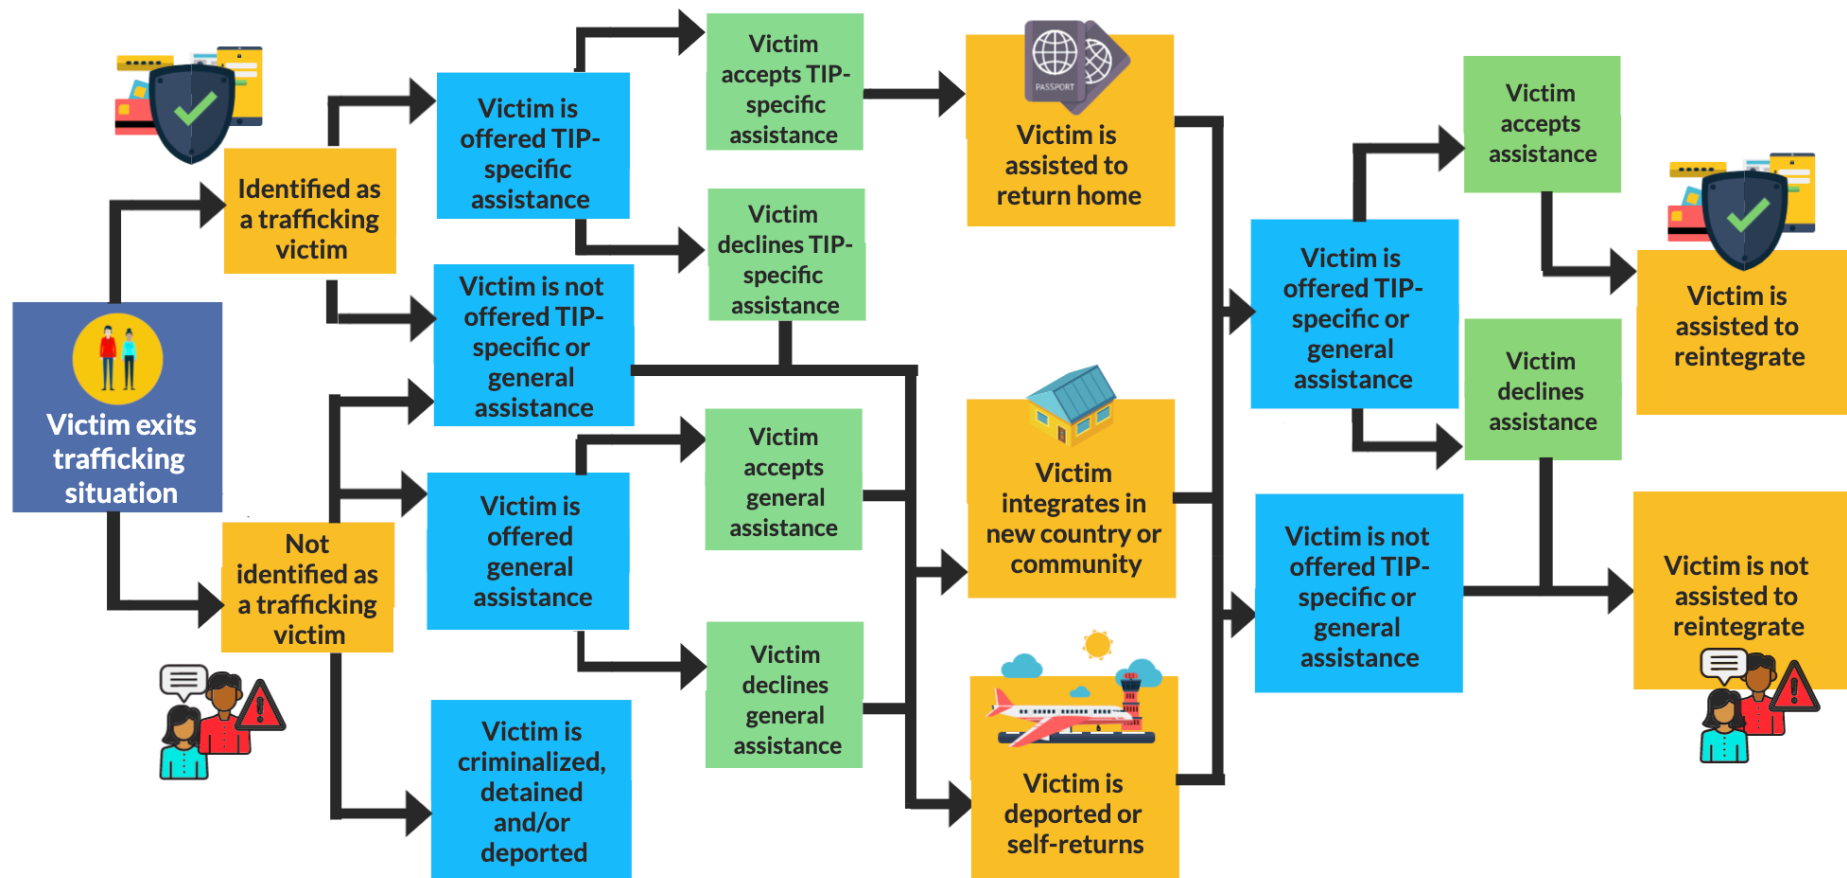 Victim exits
trafficking
situation
Identified as
a trafficking
victim
Not
identified as
a trafficking
victim
Victim is
offered TIP-
specific
assistance
Victim is not
offered TIP-
specific or
general
assistance
Victim is
offered
general
assistance
Victim is
criminalized,
detained
and/or
deported
Victim
accepts TIP-
specific
assistance
Victim
declines TIP-
specific
assistance
Victim
accepts
general
assistance
Victim
declines
general
assistance
PASSPORT
Victim is
assisted to
return home
Victim
integrates in
new country or
community
Victim is
deported or
self-returns
Victim is
offered TIP-
specific or
general
assistance
Victim is not
offered TIP-
specific or
general
assistance
Victim
accepts
assistance
Victim
declines
assistance
Victim is
assisted to
reintegrate
Victim is not
assisted to
reintegrate